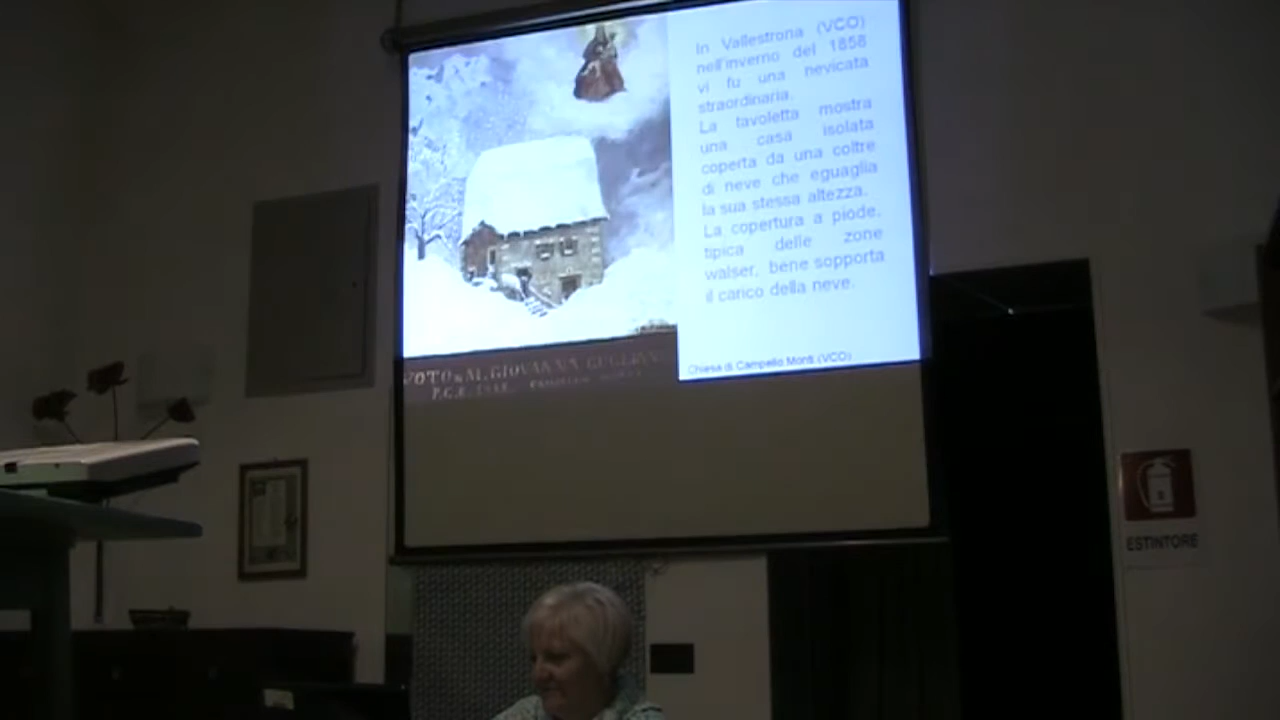 In Vallestrona (VCO)
nell'inverno del 1858
vi fu una nevicata
straordinaria.
La tavoletta mostra
una casa isolata
coperta da una coltre
di neve che eguaglia
la sua stessa altezza.
La copertura a piode,
tipica delle zone
walser, bene sopporta
il carico della neve.
Chiesa di Campello Monti (VCO)
VOTO
GIOVANNA
P.G.R.
ESTINTORE